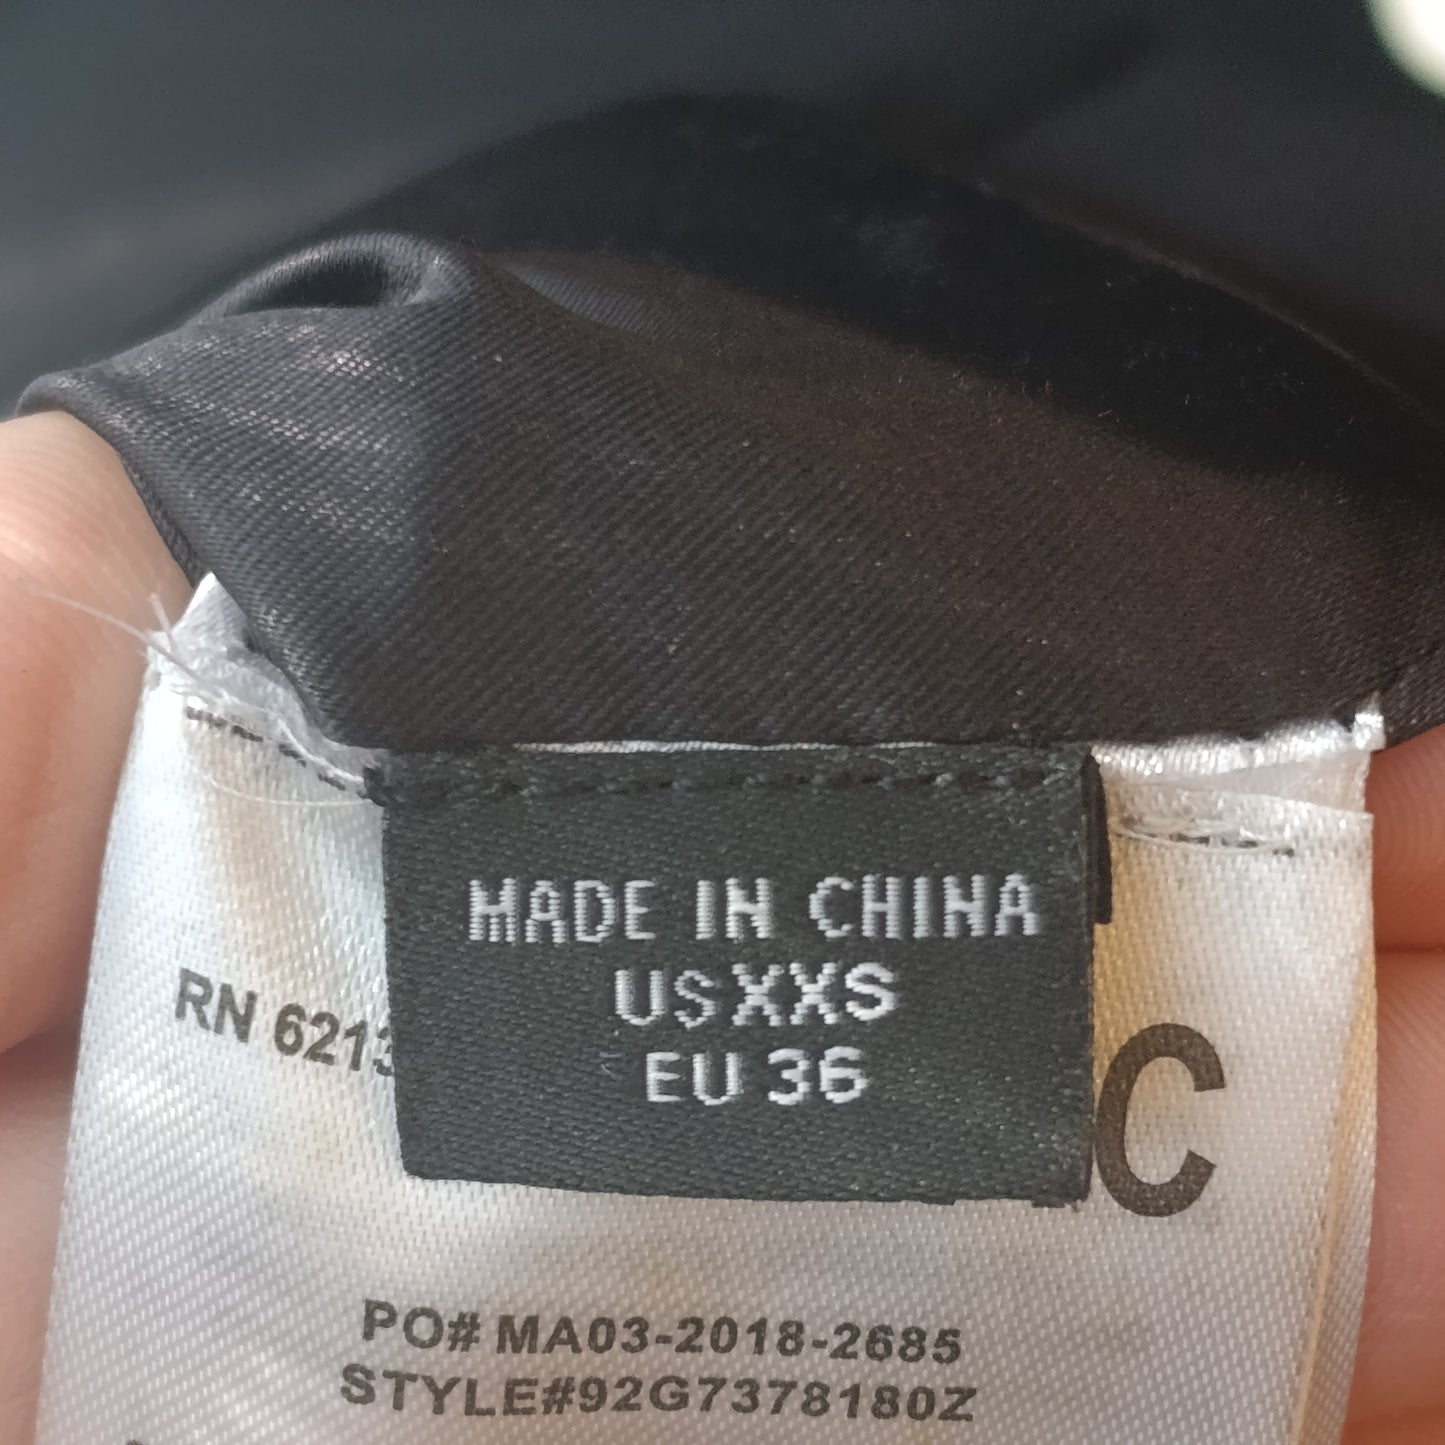 MADE IN CHINA
US XXS
EU 36
RN 6213
C
PO# MA03-2018-2685
STYLE#92G7378180Z